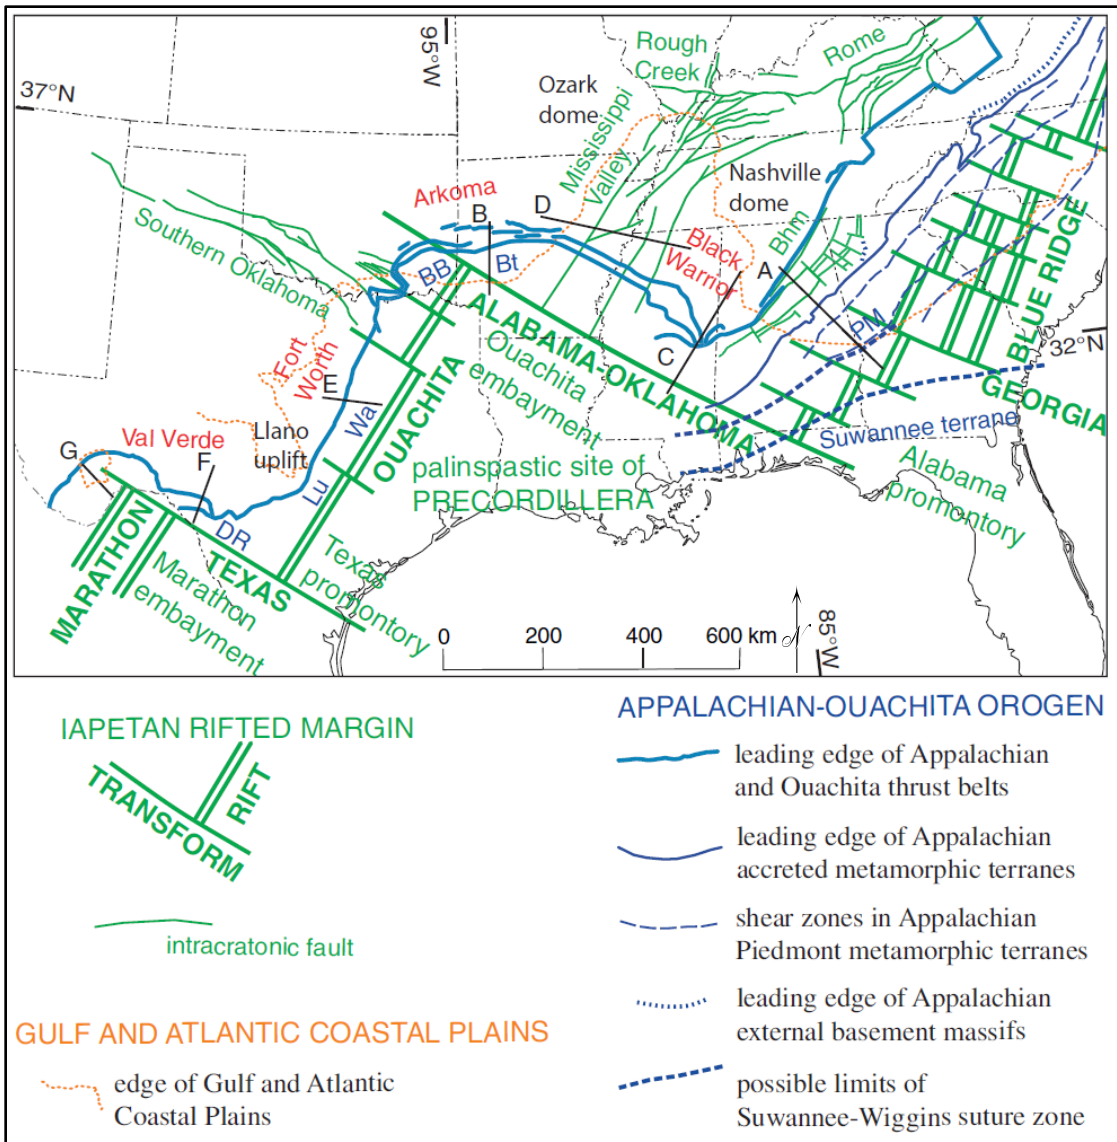 37°N
95°W
Rough
Creek
Rome
Ozark
dome
Mississippi
Valley
Nashville
dome
Arkoma
B
D
Southern Oklahoma
BB
Bt
Black
Warrior
A
Bhm
BLUE RIDGE
PM
32°N
ALABAMA-OKLAHOMA
Ouachita
embayment
C
GEORGIA
Fort
Worth
E
Wa
OUACHITA
Suwannee terrane
Val Verde
Llano
uplift
G
F
Lu
palinspastic site of
PRECORDILLERA
Alabama
promontory
DR
MARATHON
TEXAS
Marathon
embayment
Texas
promontory
0 200 400 600 km
N
85°W
IAPETAN RIFTED MARGIN
TRANSFORM
RIFT
intracratonic fault
GULF AND ATLANTIC COASTAL PLAINS
edge of Gulf and Atlantic
Coastal Plains
APPALACHIAN-OUACHITA OROGEN
leading edge of Appalachian
and Ouachita thrust belts
leading edge of Appalachian
accreted metamorphic terranes
shear zones in Appalachian
Piedmont metamorphic terranes
leading edge of Appalachian
external basement massifs
possible limits of
Suwannee-Wiggins suture zone